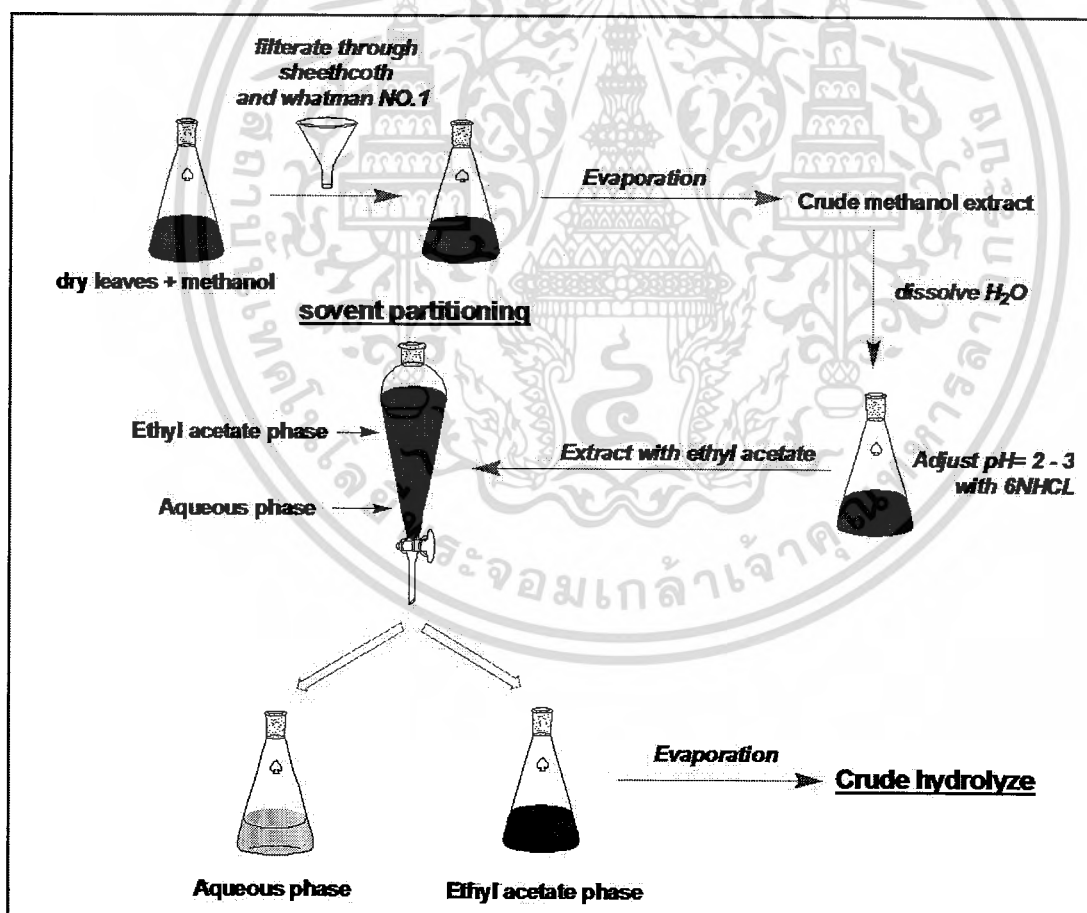 filterate through
sheethcoth
and whatman NO.1
Evaporation
Crude methanol extract
dry leaves + methanol
dissolve H₂O
sovent partitioning
Ethyl acetate phase
Extract with ethyl acetate
Adjust pH= 2 - 3
with 6NHCL
Aqueous phase
Evaporation
Crude hydrolyze
Aqueous phase
Ethyl acetate phase